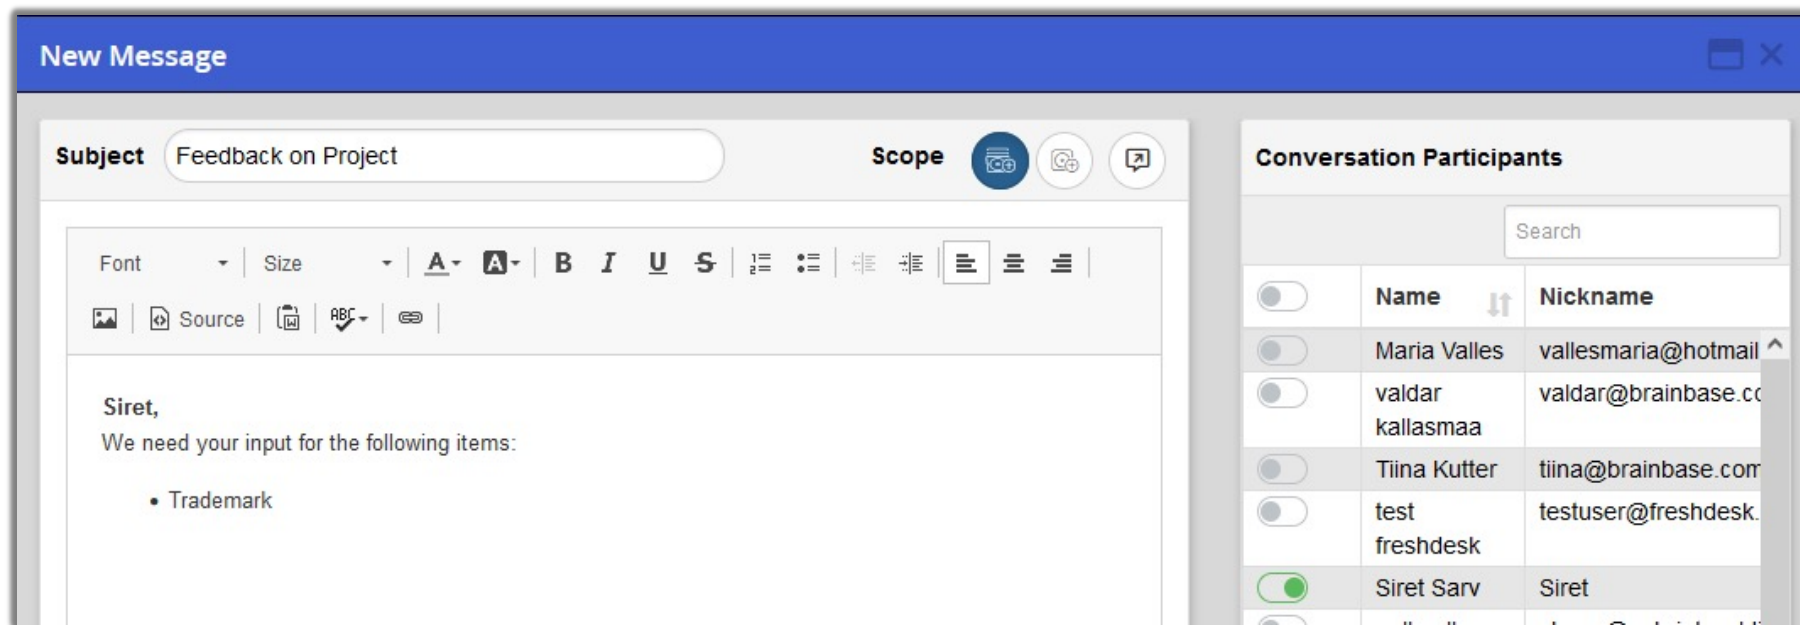 New Message
Subject Feedback on Project Scope
Font Size A A B I U S
Source ABC
Siret,
We need your input for the following items:
• Trademark
Conversation Participants
Search
Name Nickname
Maria Valles vallesmaria@hotmail
valdar kallasmaa valdar@brainbase.co
Tiina Kutter tiina@brainbase.com
test freshdesk testuser@freshdesk.
Siret Sarv Siret